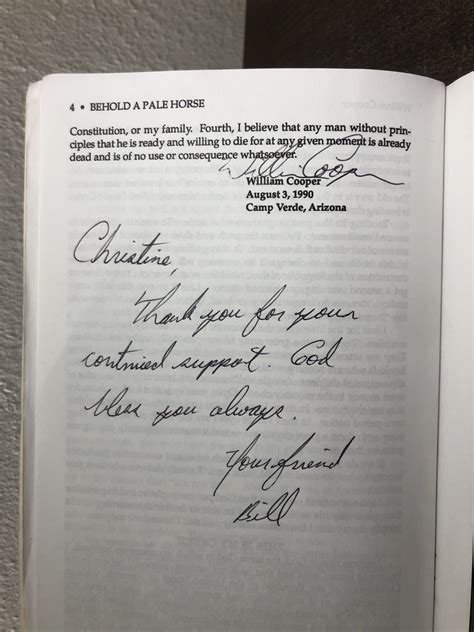 4 • BEHOLD A PALE HORSE
Constitution, or my family. Fourth, I believe that any man without prin-
ciples that he is ready and willing to die for at any given moment is already
dead and is of no use or consequence whatsoever.
William Cooper
William Cooper
August 3, 1990
Camp Verde, Arizona
Christine,
Thank you for your
continued support. God
bless you always.
Your friend
Bill